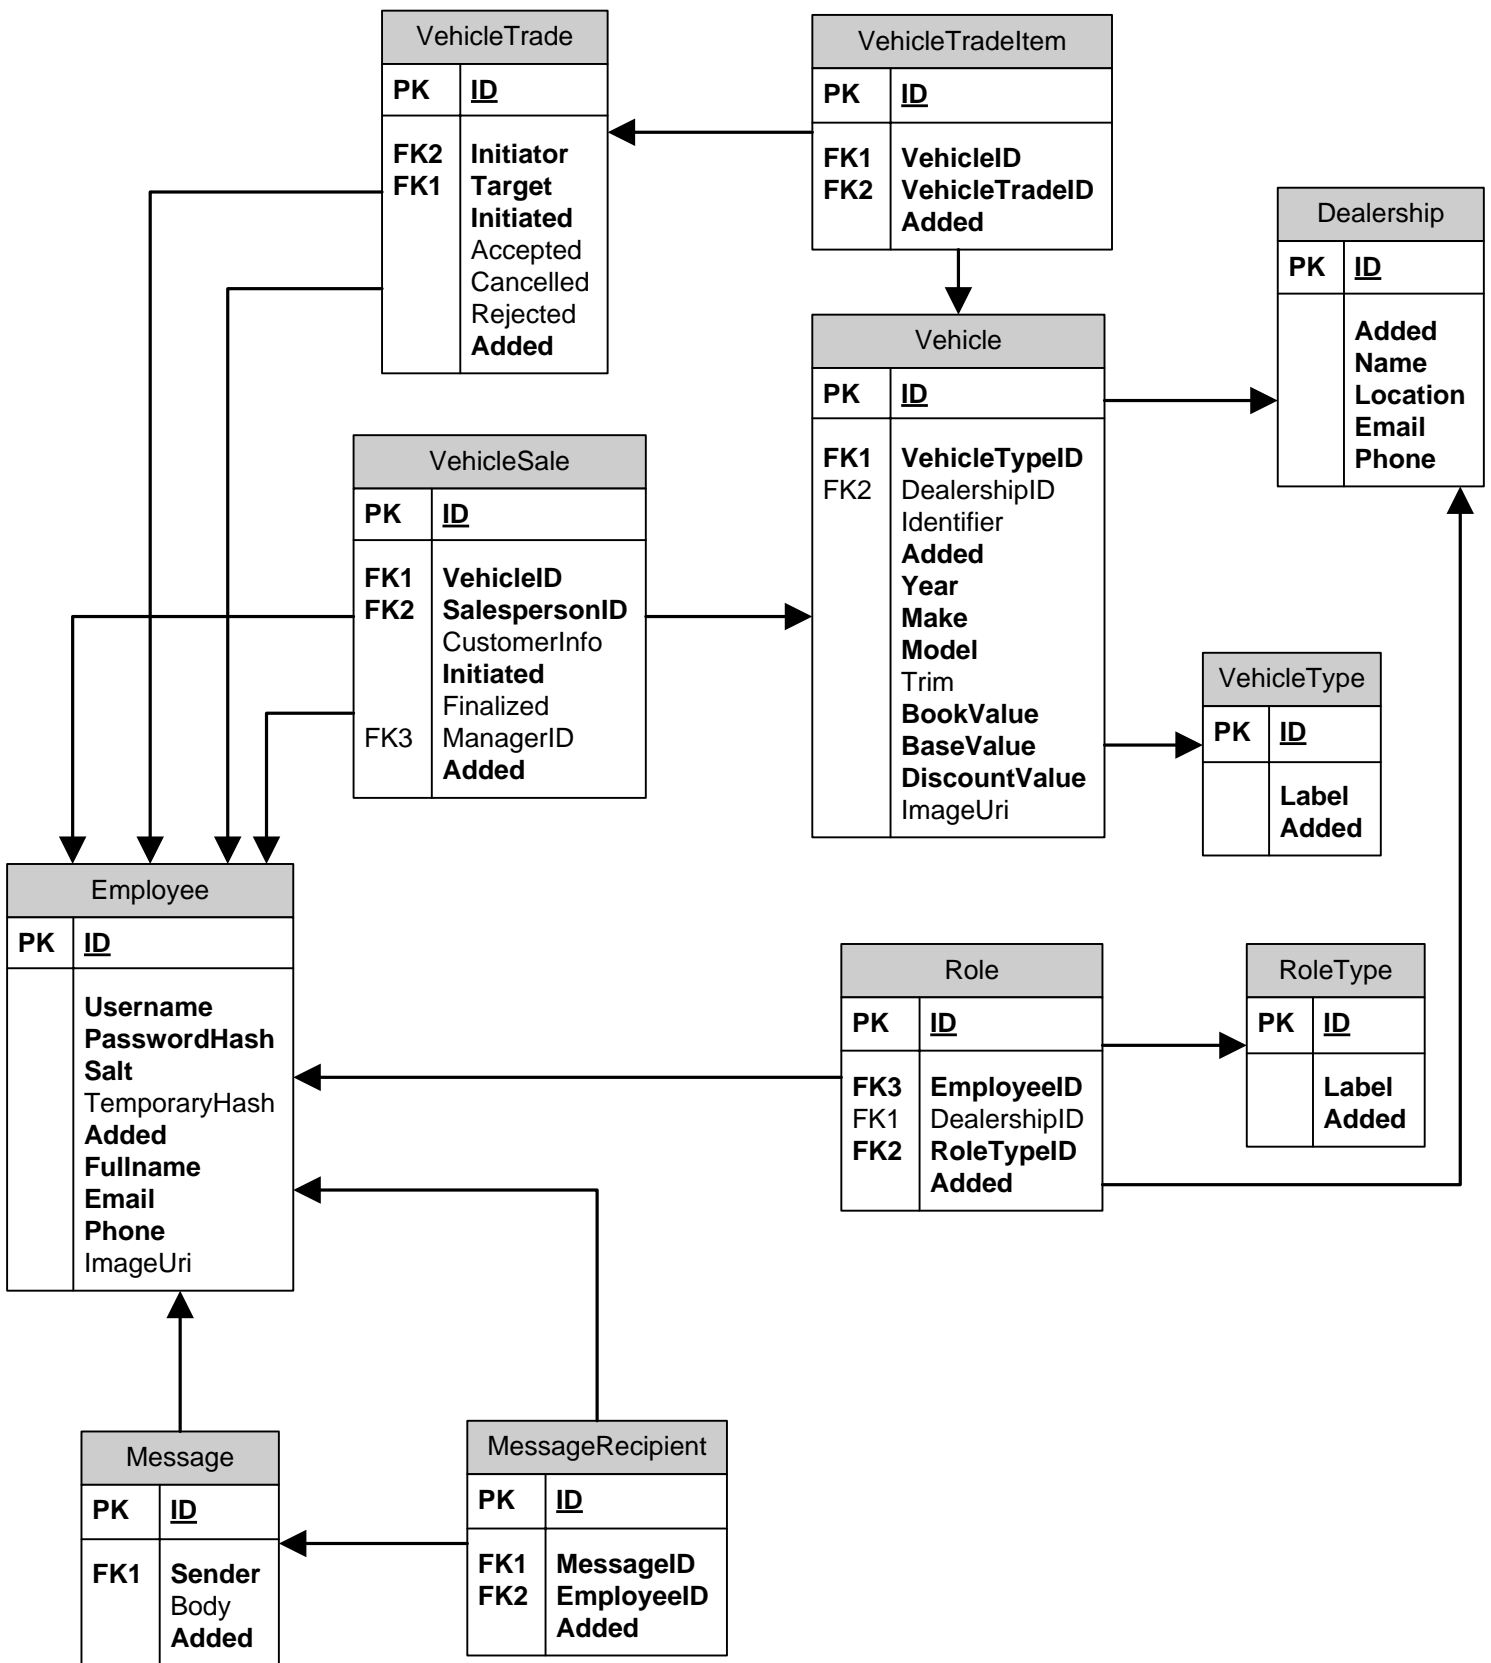 VehicleTrade
PK ID
FK2 Initiator
FK1 Target
Initiated
Accepted
Cancelled
Rejected
Added
VehicleTradeItem
PK ID
FK1 VehicleID
FK2 VehicleTradeID
Added
Dealership
PK ID
Added
Name
Location
Email
Phone
Vehicle
PK ID
FK1 VehicleTypeID
FK2 DealershipID
Identifier
Added
Year
Make
Model
Trim
BookValue
BaseValue
DiscountValue
ImageUri
VehicleSale
PK ID
FK1 VehicleID
FK2 SalespersonID
CustomerInfo
Initiated
Finalized
FK3 ManagerID
Added
VehicleType
PK ID
Label
Added
Employee
PK ID
Username
PasswordHash
Salt
TemporaryHash
Added
Fullname
Email
Phone
ImageUri
Role
PK ID
FK3 EmployeeID
FK1 DealershipID
FK2 RoleTypeID
Added
RoleType
PK ID
Label
Added
Message
PK ID
FK1 Sender
Body
Added
MessageRecipient
PK ID
FK1 MessageID
FK2 EmployeeID
Added